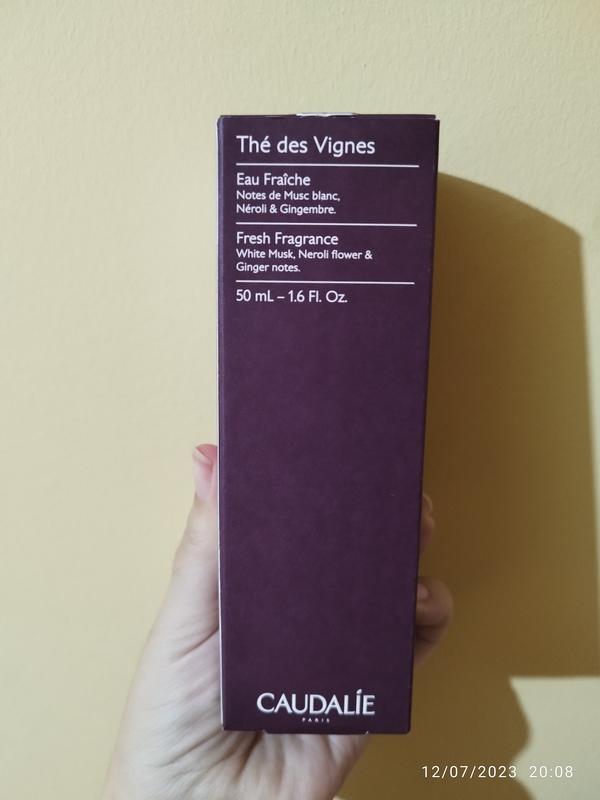 Thé des Vignes
Eau Fraîche
Notes de Musc blanc,
Néroli & Gingembre.
Fresh Fragrance
White Musk, Neroli flower &
Ginger notes.
50 mL – 1.6 Fl. Oz.
CAUDALÍE
PARIS
12/07/2023 20:08